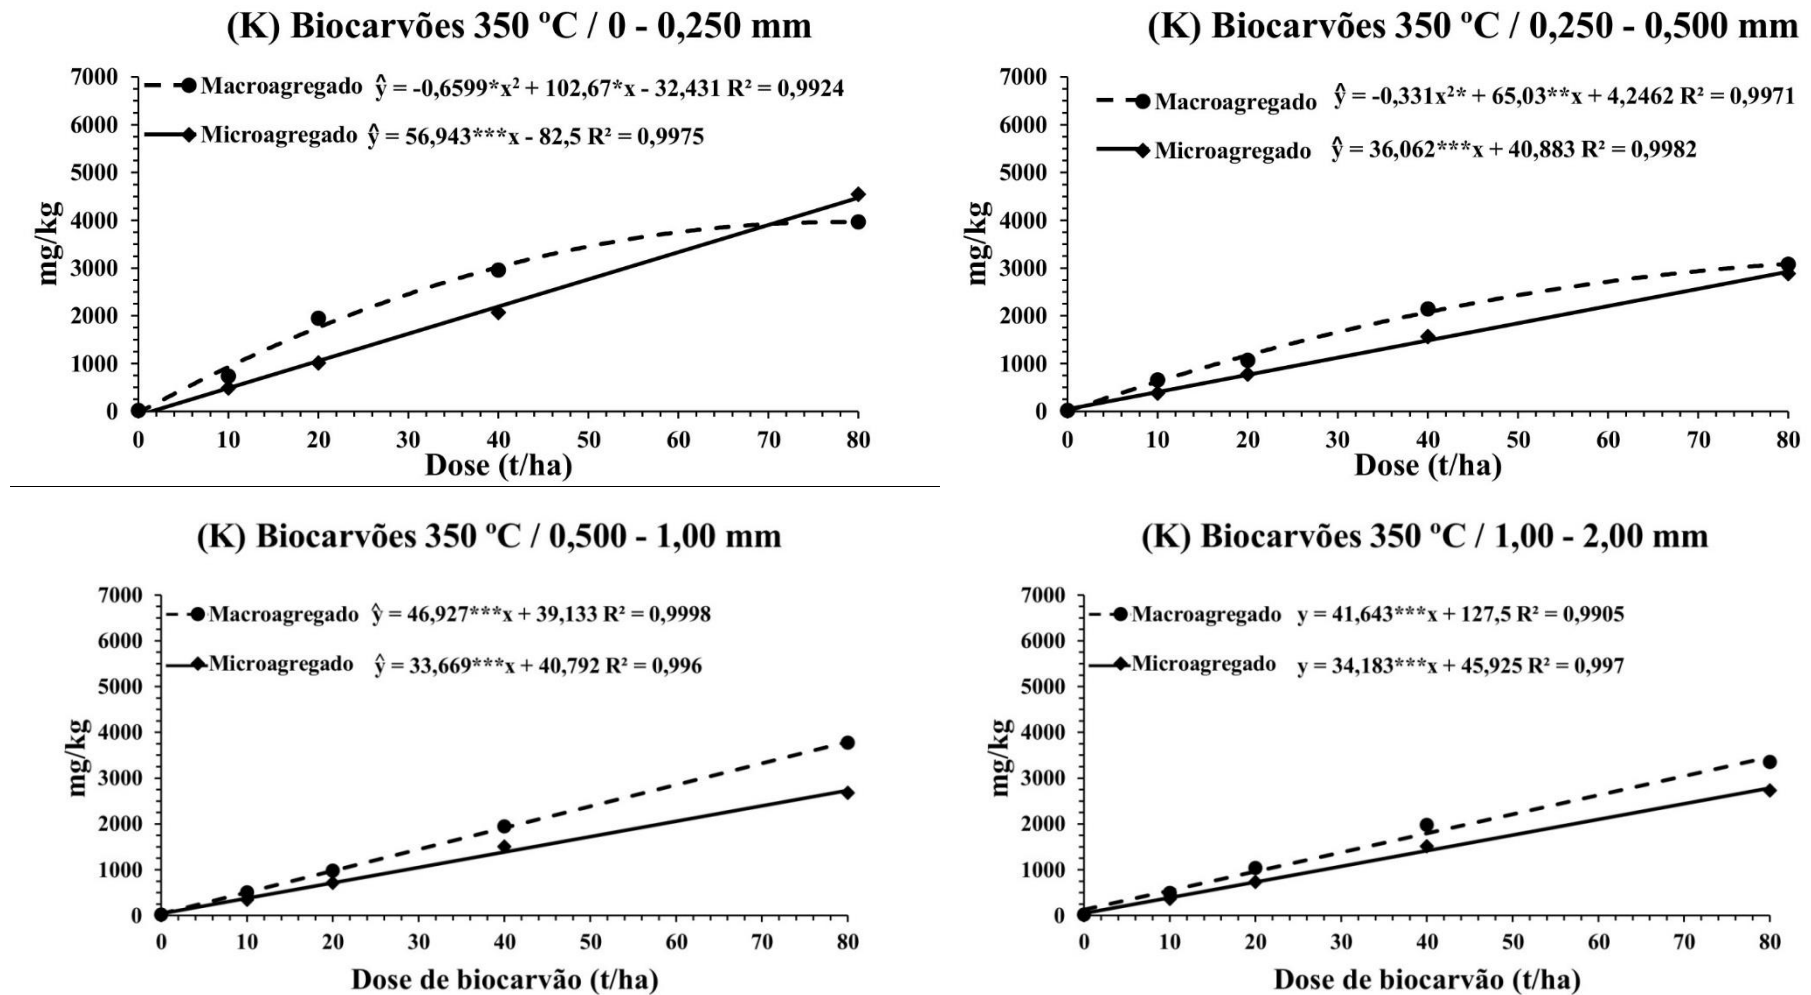 (K) Biocarvões 350 ºC / 0 - 0,250 mm
7000
6000
5000
4000
3000
2000
1000
0
mg/kg
Macroagregado ŷ = -0,6599*x² + 102,67*x - 32,431 R² = 0,9924
Microagregado ŷ = 56,943***x - 82,5 R² = 0,9975
0 10 20 30 40 50 60 70 80
Dose (t/ha)
(K) Biocarvões 350 ºC / 0,250 - 0,500 mm
7000
6000
5000
4000
3000
2000
1000
0
mg/kg
Macroagregado ŷ = -0,331x²* + 65,03**x + 4,2462 R² = 0,9971
Microagregado ŷ = 36,062***x + 40,883 R² = 0,9982
0 10 20 30 40 50 60 70 80
Dose (t/ha)
(K) Biocarvões 350 ºC / 0,500 - 1,00 mm
7000
6000
5000
4000
3000
2000
1000
0
mg/kg
Macroagregado ŷ = 46,927***x + 39,133 R² = 0,9998
Microagregado ŷ = 33,669***x + 40,792 R² = 0,996
0 10 20 30 40 50 60 70 80
Dose de biocarvão (t/ha)
(K) Biocarvões 350 ºC / 1,00 - 2,00 mm
7000
6000
5000
4000
3000
2000
1000
0
mg/kg
Macroagregado y = 41,643***x + 127,5 R² = 0,9905
Microagregado y = 34,183***x + 45,925 R² = 0,997
0 10 20 30 40 50 60 70 80
Dose de biocarvão (t/ha)